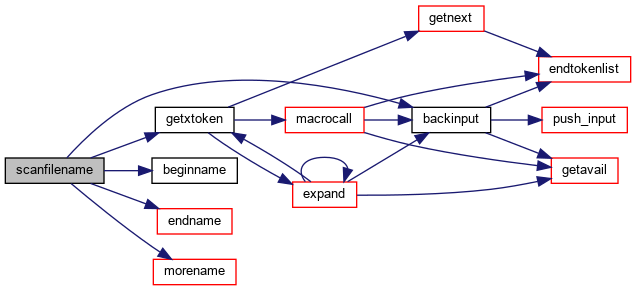 getnext
endtokenlist
getxtoken
macrocall
backinput
push_input
scanfilename
beginname
getavail
expand
endname
morename